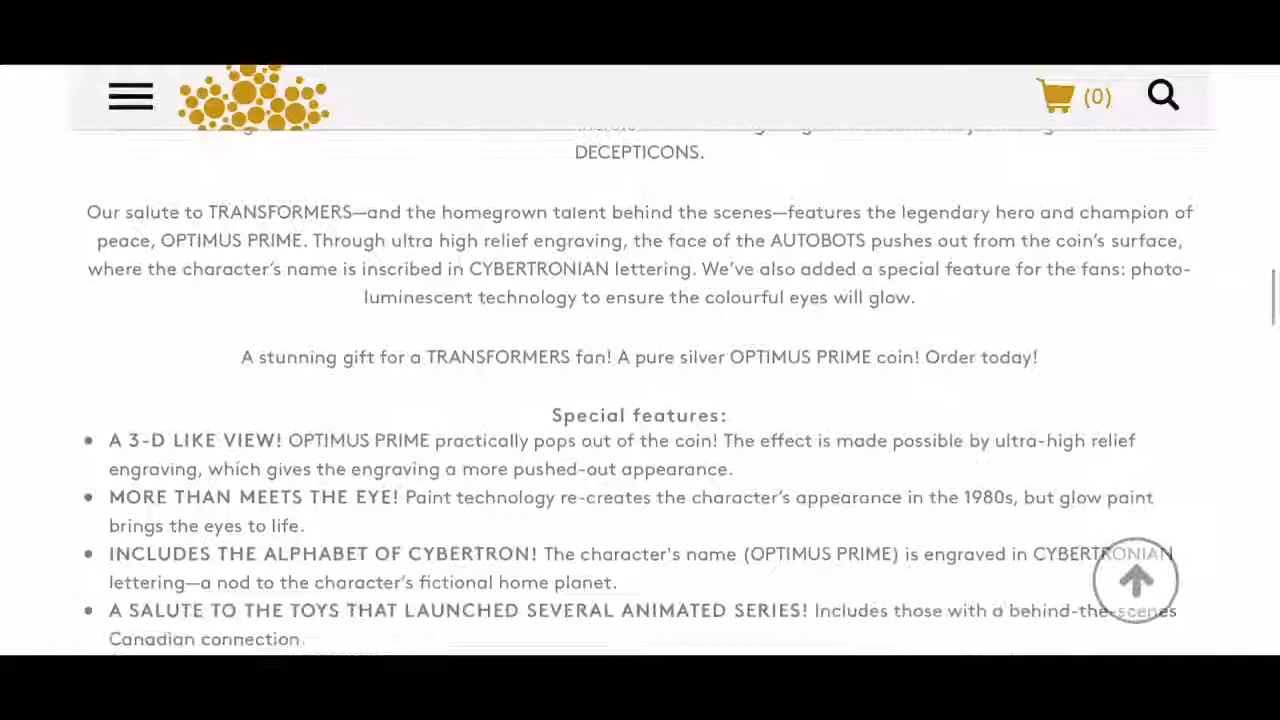 (0)
DECEPTICONS.
Our salute to TRANSFORMERS—and the homegrown talent behind the scenes—features the legendary hero and champion of
peace, OPTIMUS PRIME. Through ultra high relief engraving, the face of the AUTOBOTS pushes out from the coin’s surface,
where the character’s name is inscribed in CYBERTRONIAN lettering. We’ve also added a special feature for the fans: photo-
luminescent technology to ensure the colourful eyes will glow.
A stunning gift for a TRANSFORMERS fan! A pure silver OPTIMUS PRIME coin! Order today!
Special features:
• A 3-D LIKE VIEW! OPTIMUS PRIME practically pops out of the coin! The effect is made possible by ultra-high relief
engraving, which gives the engraving a more pushed-out appearance.
• MORE THAN MEETS THE EYE! Paint technology re-creates the character’s appearance in the 1980s, but glow paint
brings the eyes to life.
• INCLUDES THE ALPHABET OF CYBERTRON! The character's name (OPTIMUS PRIME) is engraved in CYBERTRONIAN
lettering—a nod to the character’s fictional home planet.
• A SALUTE TO THE TOYS THAT LAUNCHED SEVERAL ANIMATED SERIES! Includes those with a behind-the-scenes
Canadian connection.